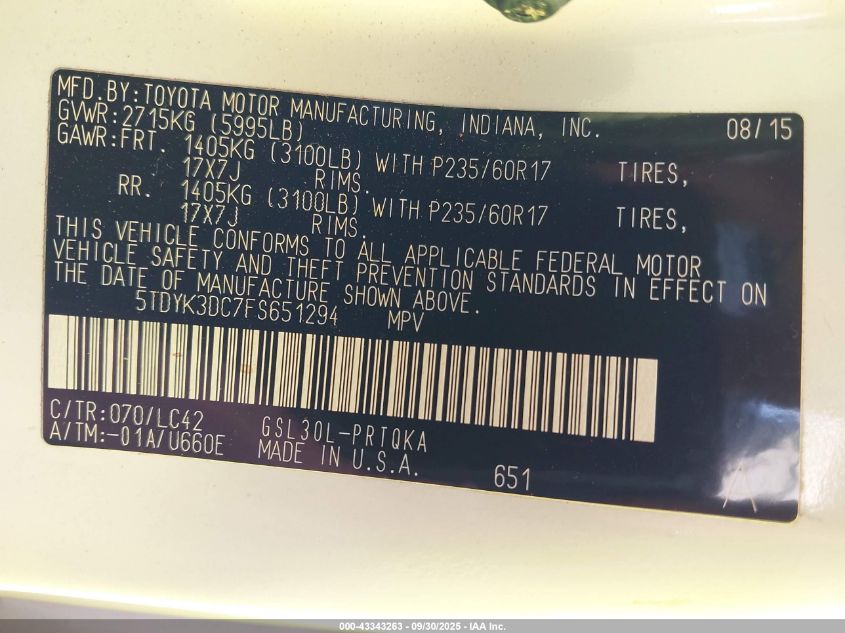 MFD.BY:TOYOTA MOTOR MANUFACTURING, INDIANA, INC. 08/15
GVWR:2715KG (5995LB)
GAWR:FRT. 1405KG (3100LB) WITH P235/60R17 TIRES,
17X7J RIMS.
RR. 1405KG (3100LB) WITH P235/60R17 TIRES,
17X7J RIMS.
THIS VEHICLE CONFORMS TO ALL APPLICABLE FEDERAL MOTOR
VEHICLE SAFETY AND THEFT PREVENTION STANDARDS IN EFFECT ON
THE DATE OF MANUFACTURE SHOWN ABOVE.
5TDYK3DC7FS651294 MPV
C/TR:070/LC42 GSL30L-PRTQKA
A/TM:-01A/U660E MADE IN U.S.A. 651
A
000-43343263 - 09/30/2025 - IAA Inc.